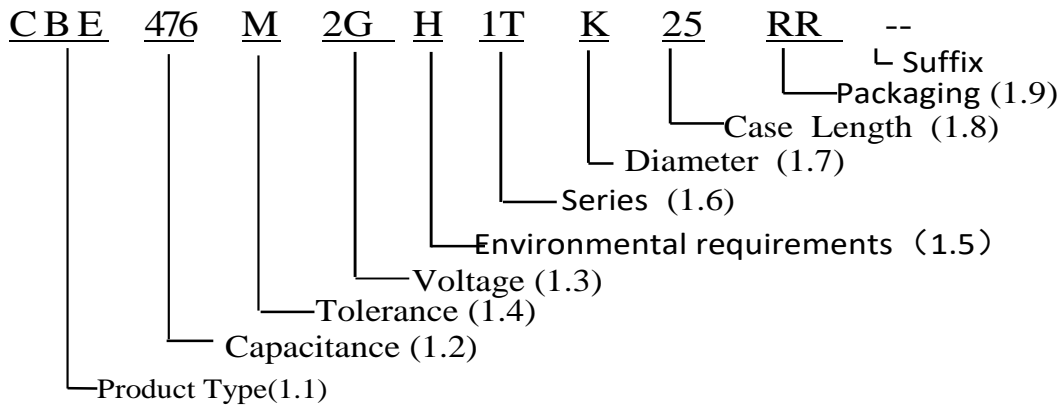 CBE 476 M 2G H 1T K 25 RR --
Suffix
Packaging (1.9)
Case Length (1.8)
Diameter (1.7)
Series (1.6)
Environmental requirements（1.5）
Voltage (1.3)
Tolerance (1.4)
Capacitance (1.2)
Product Type(1.1)